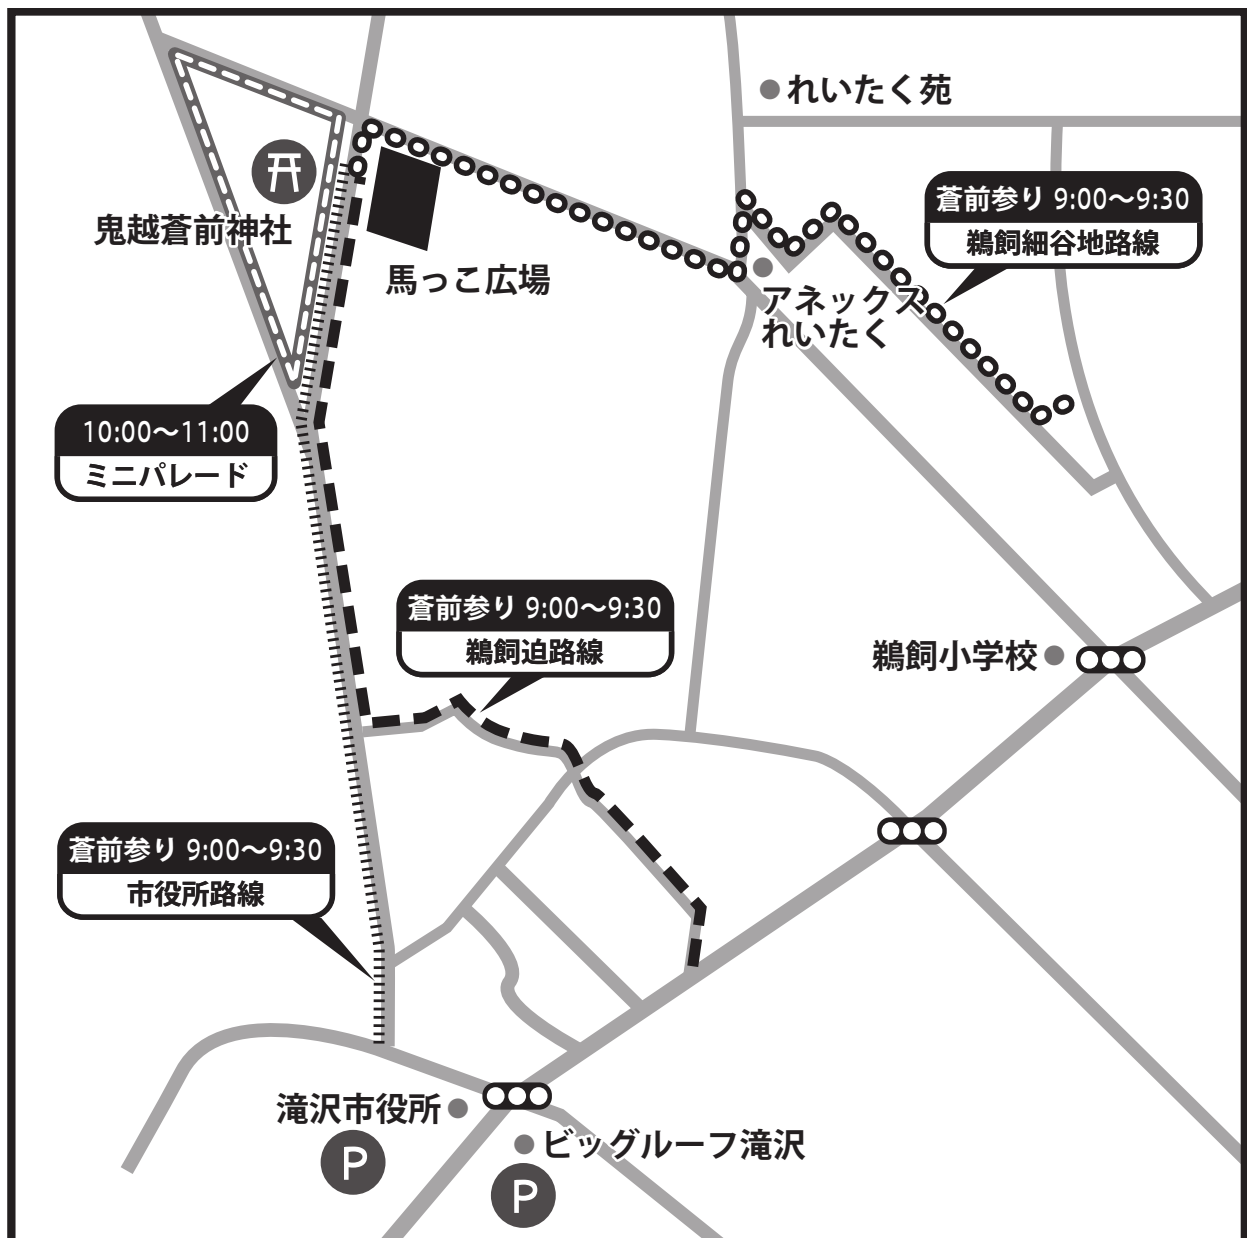 れいたく苑
蒼前参り 9:00〜9:30
鵜飼細谷地路線
鬼越蒼前神社
馬っこ広場
アネックス
れいたく
10:00〜11:00
ミニパレード
蒼前参り 9:00〜9:30
鵜飼迫路線
鵜飼小学校
蒼前参り 9:00〜9:30
市役所路線
滝沢市役所
P
ビッグルーフ滝沢
P